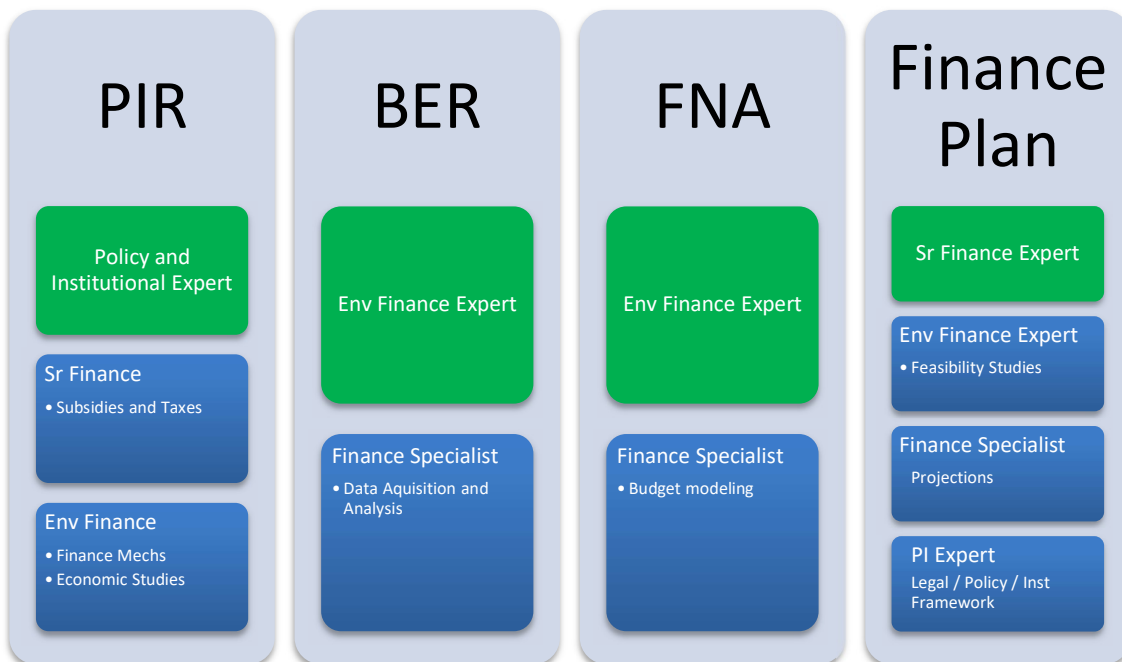 PIR
Policy and
Institutional Expert
Sr Finance
• Subsidies and Taxes
Env Finance
• Finance Mechs
• Economic Studies
BER
Env Finance Expert
Finance Specialist
• Data Aquisition and
Analysis
FNA
Env Finance Expert
Finance Specialist
• Budget modeling
Finance
Plan
Sr Finance Expert
Env Finance Expert
• Feasibility Studies
Finance Specialist
Projections
PI Expert
Legal / Policy / Inst
Framework